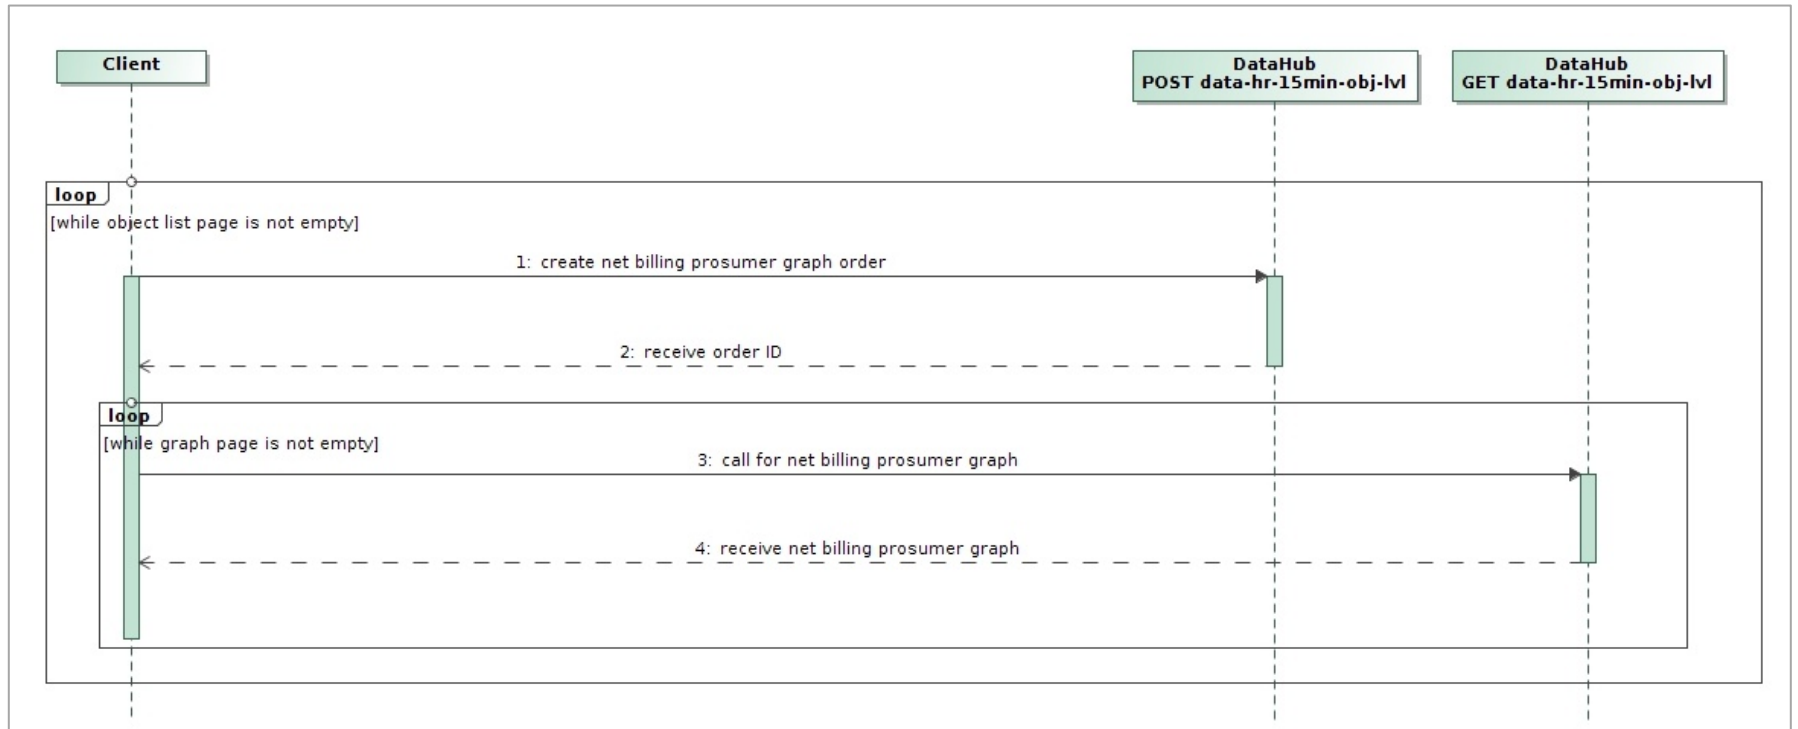 Client
DataHub
POST data-hr-15min-obj-lvl
DataHub
GET data-hr-15min-obj-lvl
loop
[while object list page is not empty]
1: create net billing prosumer graph order
2: receive order ID
loop
[while graph page is not empty]
3: call for net billing prosumer graph
4: receive net billing prosumer graph